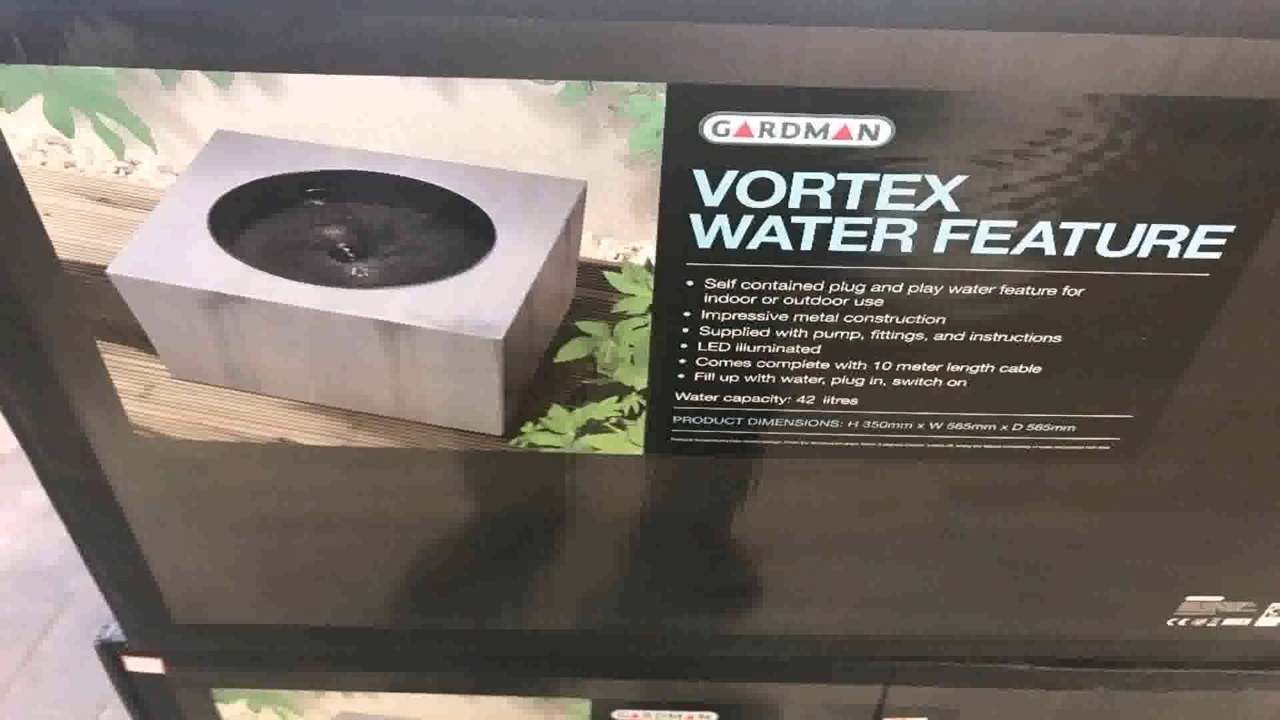 GARDMAN
VORTEX
WATER FEATURE
• Self contained plug and play water feature for
indoor or outdoor use
• Impressive metal construction
• Supplied with pump, fittings, and instructions
• LED illuminated
• Comes complete with 10 meter length cable
• Fill up with water, plug in, switch on
Water capacity: 42 litres
PRODUCT DIMENSIONS: H 350mm x W 565mm x D 565mm
CE
GARDMAN